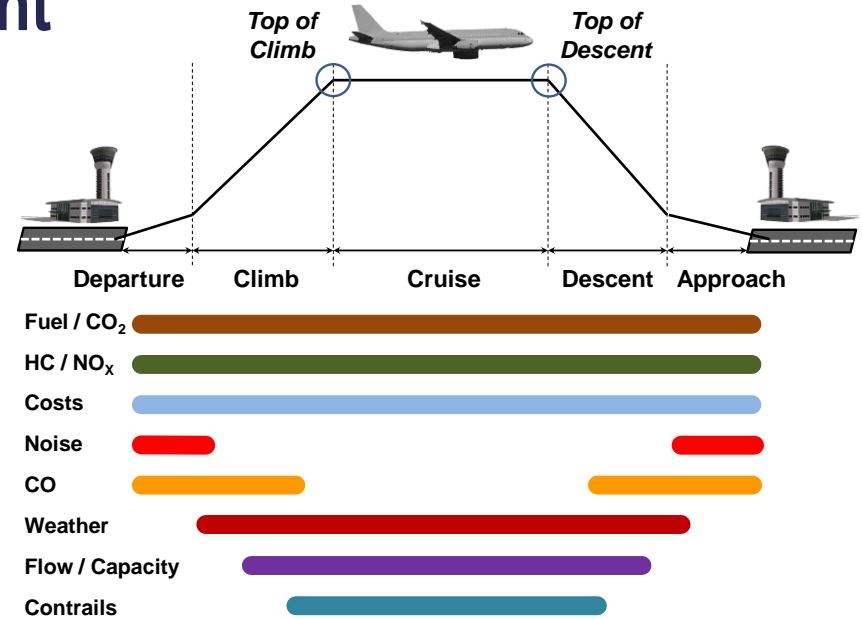 nt
Top of
Climb
Top of
Descent
Departure Climb Cruise Descent Approach
Fuel / CO₂
HC / NOₓ
Costs
Noise
CO
Weather
Flow / Capacity
Contrails